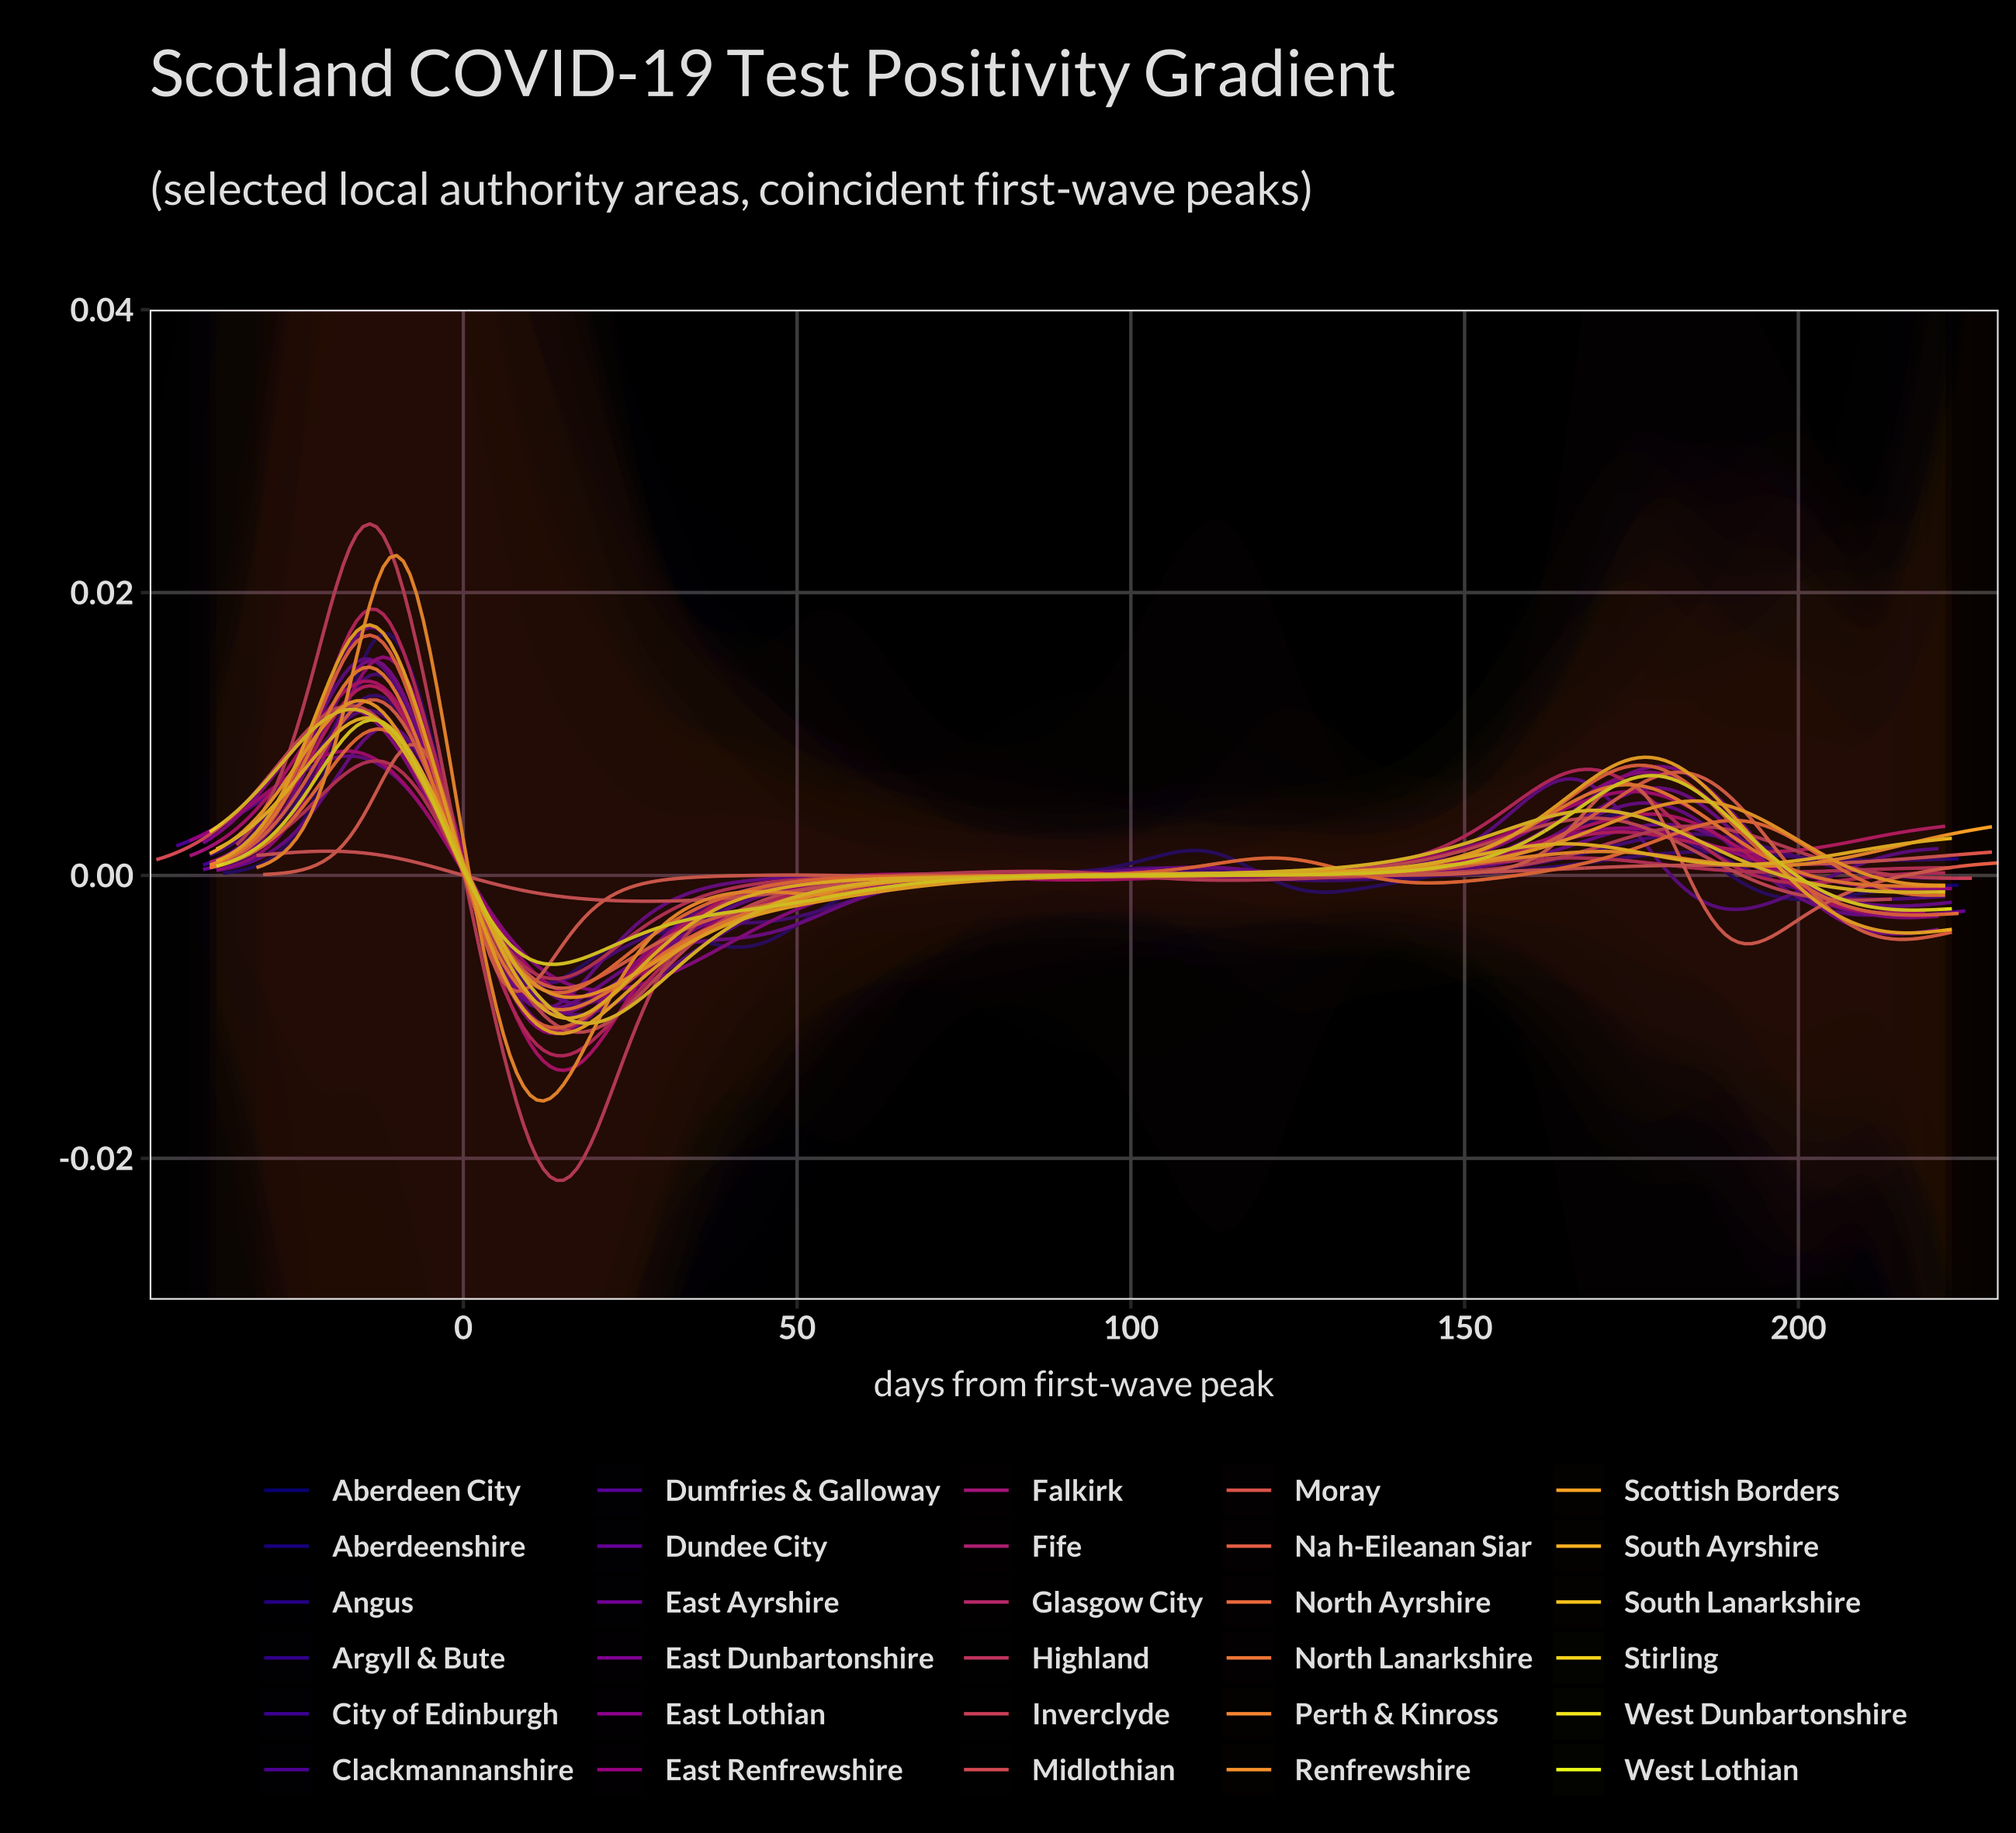 Scotland COVID-19 Test Positivity Gradient
(selected local authority areas, coincident first-wave peaks)
0.04
0.02
0.00
-0.02
0 50 100 150 200
days from first-wave peak
Aberdeen City
Aberdeenshire
Angus
Argyll & Bute
City of Edinburgh
Clackmannanshire
Dumfries & Galloway
Dundee City
East Ayrshire
East Dunbartonshire
East Lothian
East Renfrewshire
Falkirk
Fife
Glasgow City
Highland
Inverclyde
Midlothian
Moray
Na h-Eileanan Siar
North Ayrshire
North Lanarkshire
Perth & Kinross
Renfrewshire
Scottish Borders
South Ayrshire
South Lanarkshire
Stirling
West Dunbartonshire
West Lothian